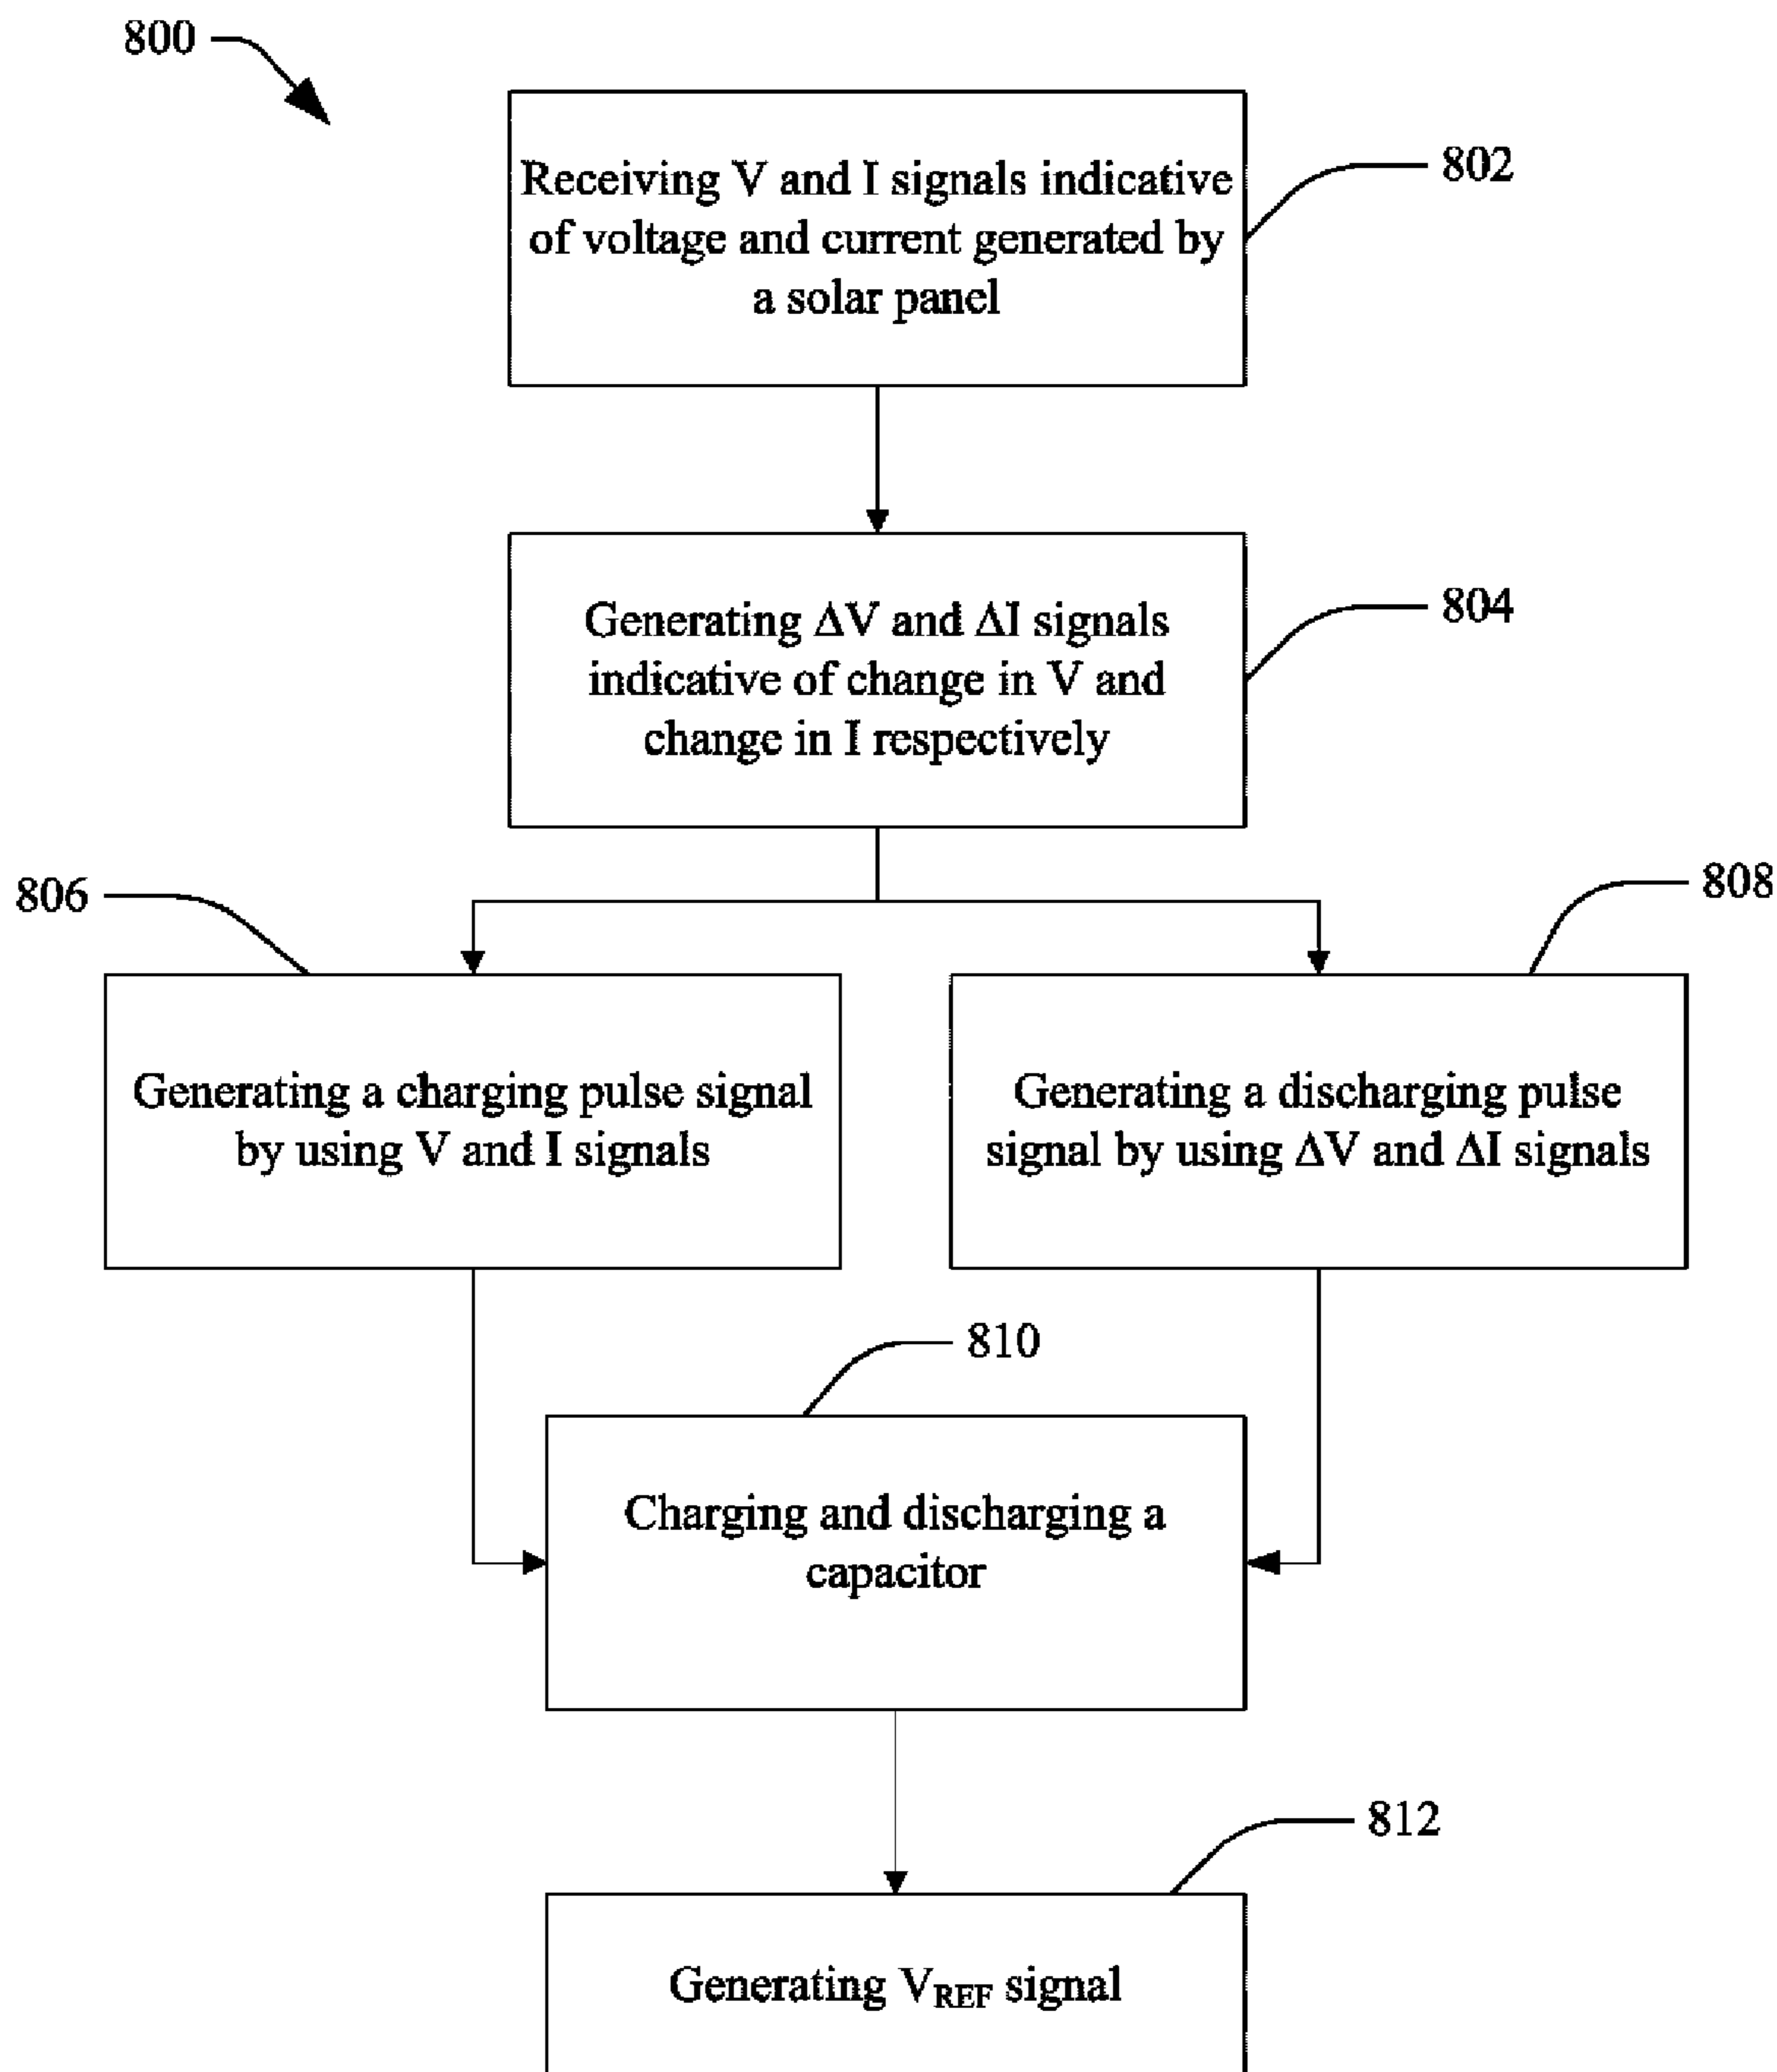 800
802
Receiving V and I signals indicative
of voltage and current generated by
a solar panel
804
Generating ΔV and ΔI signals
indicative of change in V and
change in I respectively
806
808
Generating a charging pulse signal
by using V and I signals
Generating a discharging pulse
signal by using ΔV and ΔI signals
810
Charging and discharging a
capacitor
812
Generating VREF signal